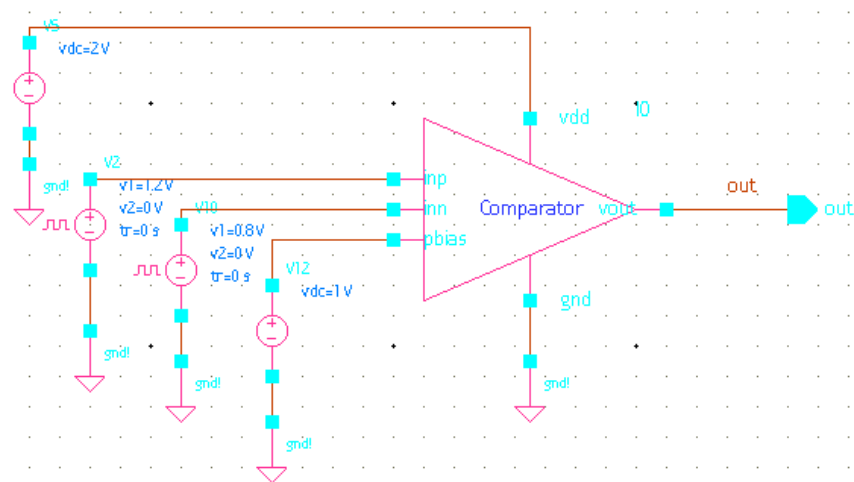 V5
vdc=2V
vdd
I0
gnd!
V2
v1=1.2V
v2=0V
tr=0 s
inp
V10
v1=0.8V
v2=0V
tr=0 s
inn
Comparator
vout
out
out
pbias
V12
vdc=1V
gnd
gnd!
gnd!
gnd!
gnd!